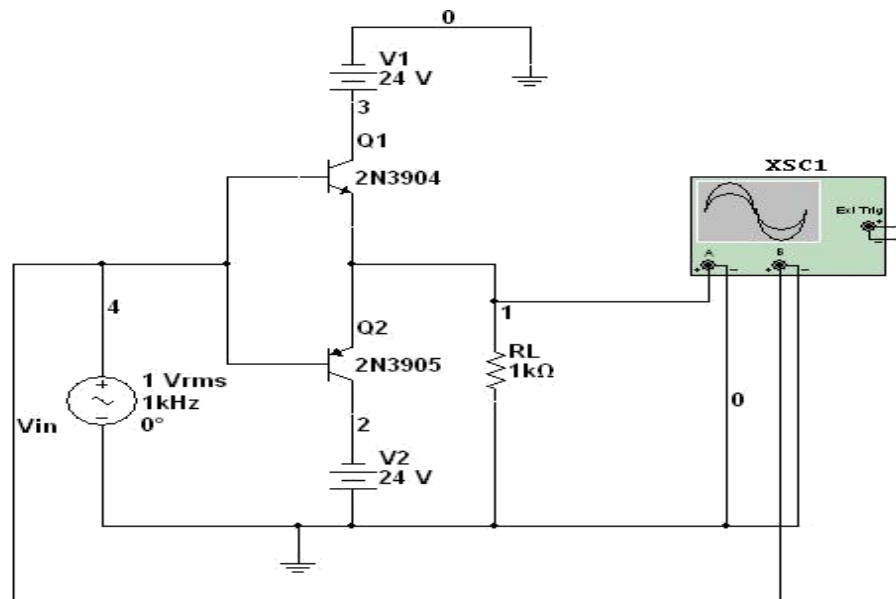 0
V1
24 V
3
Q1
2N3904
XSC1
Ext Trig
+
−
A
B
+
−
+
−
4
1
Q2
2N3905
RL
1kΩ
+
1 Vrms
1kHz
−
0°
Vin
0
2
V2
24 V